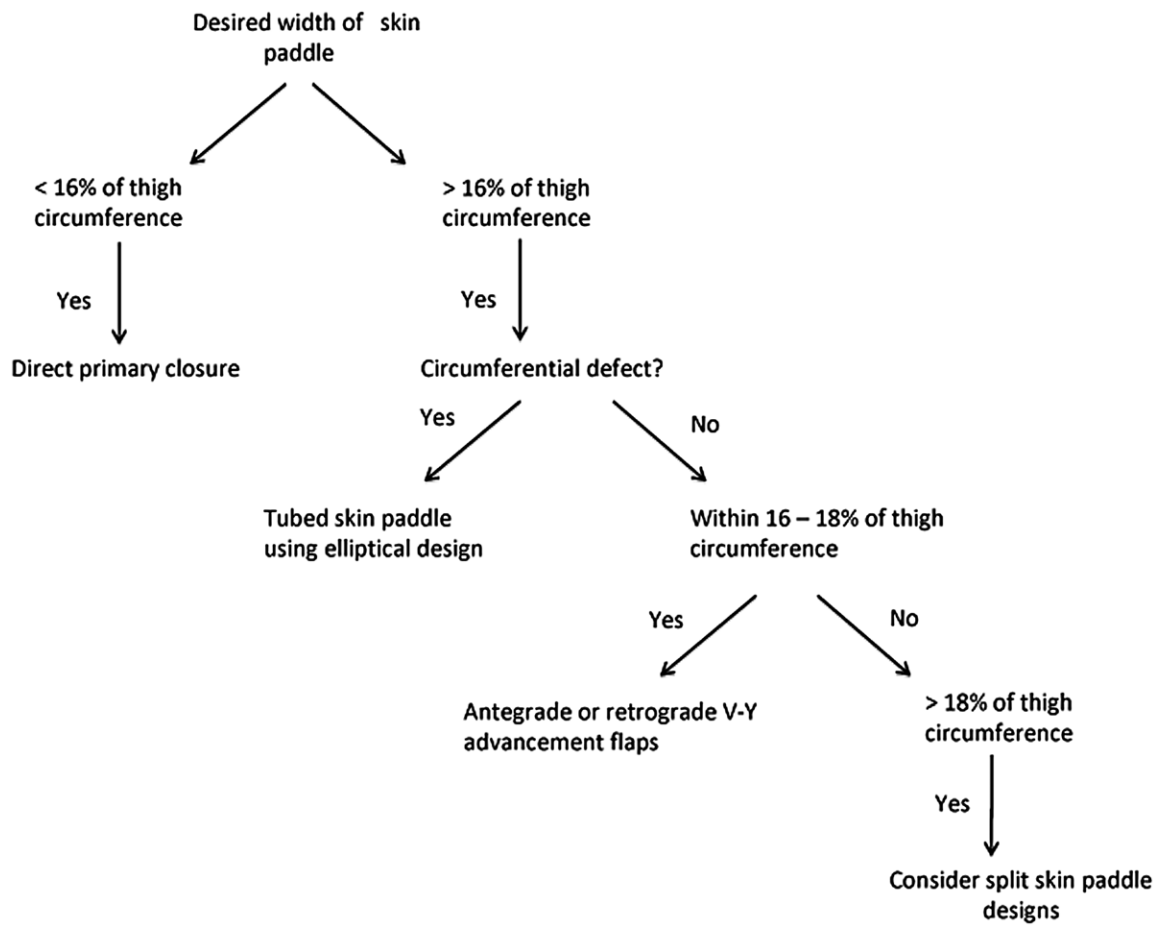 Desired width of skin
paddle
< 16% of thigh
circumference
> 16% of thigh
circumference
Yes
Yes
Direct primary closure
Circumferential defect?
Yes
No
Tubed skin paddle
using elliptical design
Within 16 – 18% of thigh
circumference
Yes
No
Antegrade or retrograde V-Y
advancement flaps
> 18% of thigh
circumference
Yes
Consider split skin paddle
designs